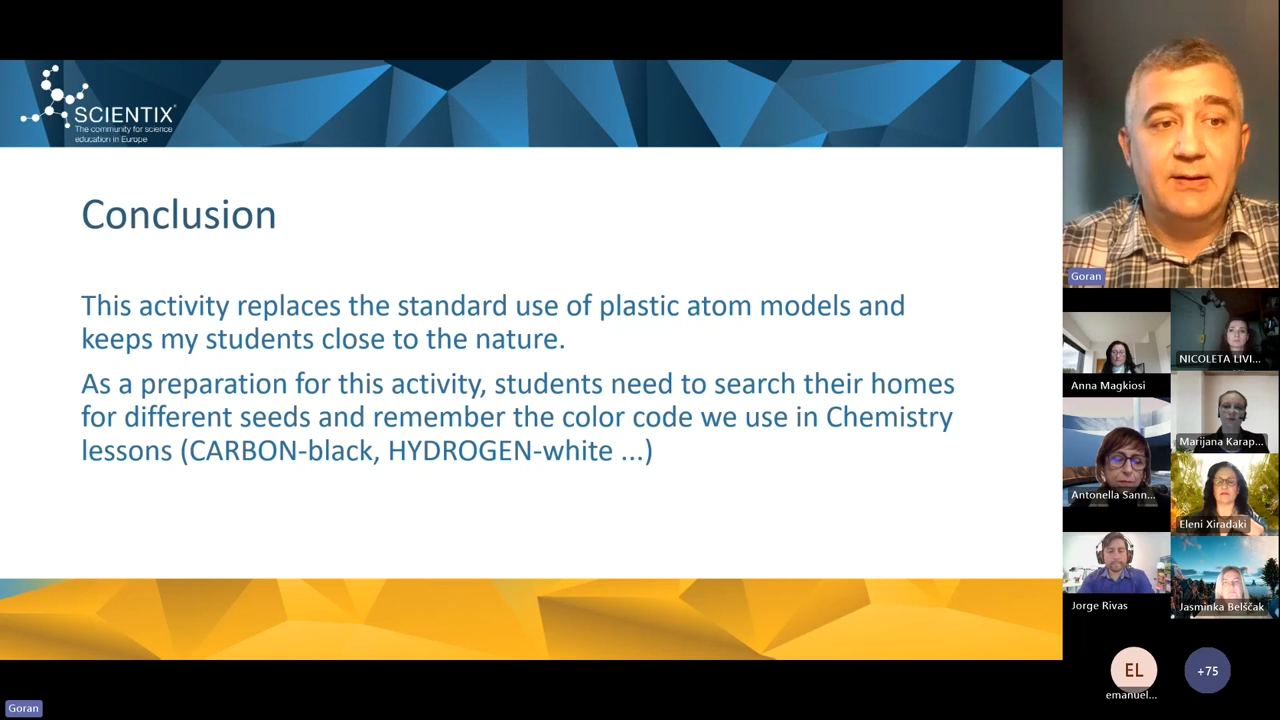 SCIENTIX®
The community for science
education in Europe
Conclusion
This activity replaces the standard use of plastic atom models and
keeps my students close to the nature.
As a preparation for this activity, students need to search their homes
for different seeds and remember the color code we use in Chemistry
lessons (CARBON-black, HYDROGEN-white ...)
Goran
Goran
Anna Magkiosi
NICOLETA LIVI...
Antonella Sann...
Marijana Karap...
Eleni Xiradaki
Jorge Rivas
Jasminka Belščak
EL
emanuel...
+75